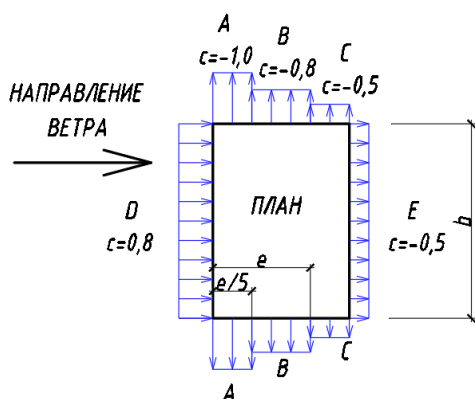 A
c=-1,0
B
c=-0,8
C
c=-0,5
НАПРАВЛЕНИЕ
ВЕТРА
D
c=0,8
ПЛАН
E
c=-0,5
b
e
e/5
A
B
C